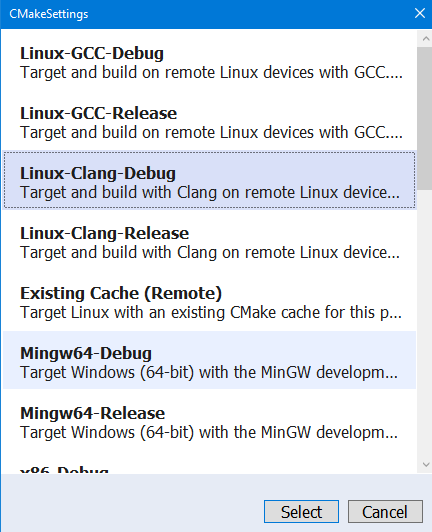 CMakeSettings
Linux-GCC-Debug
Target and build on remote Linux devices with GCC....
Linux-GCC-Release
Target and build on remote Linux devices with GCC....
Linux-Clang-Debug
Target and build with Clang on remote Linux device...
Linux-Clang-Release
Target and build with Clang on remote Linux device...
Existing Cache (Remote)
Target Linux with an existing CMake cache for this p...
Mingw64-Debug
Target Windows (64-bit) with the MinGW developm...
Mingw64-Release
Target Windows (64-bit) with the MinGW developm...
x86-Debug
Select
Cancel